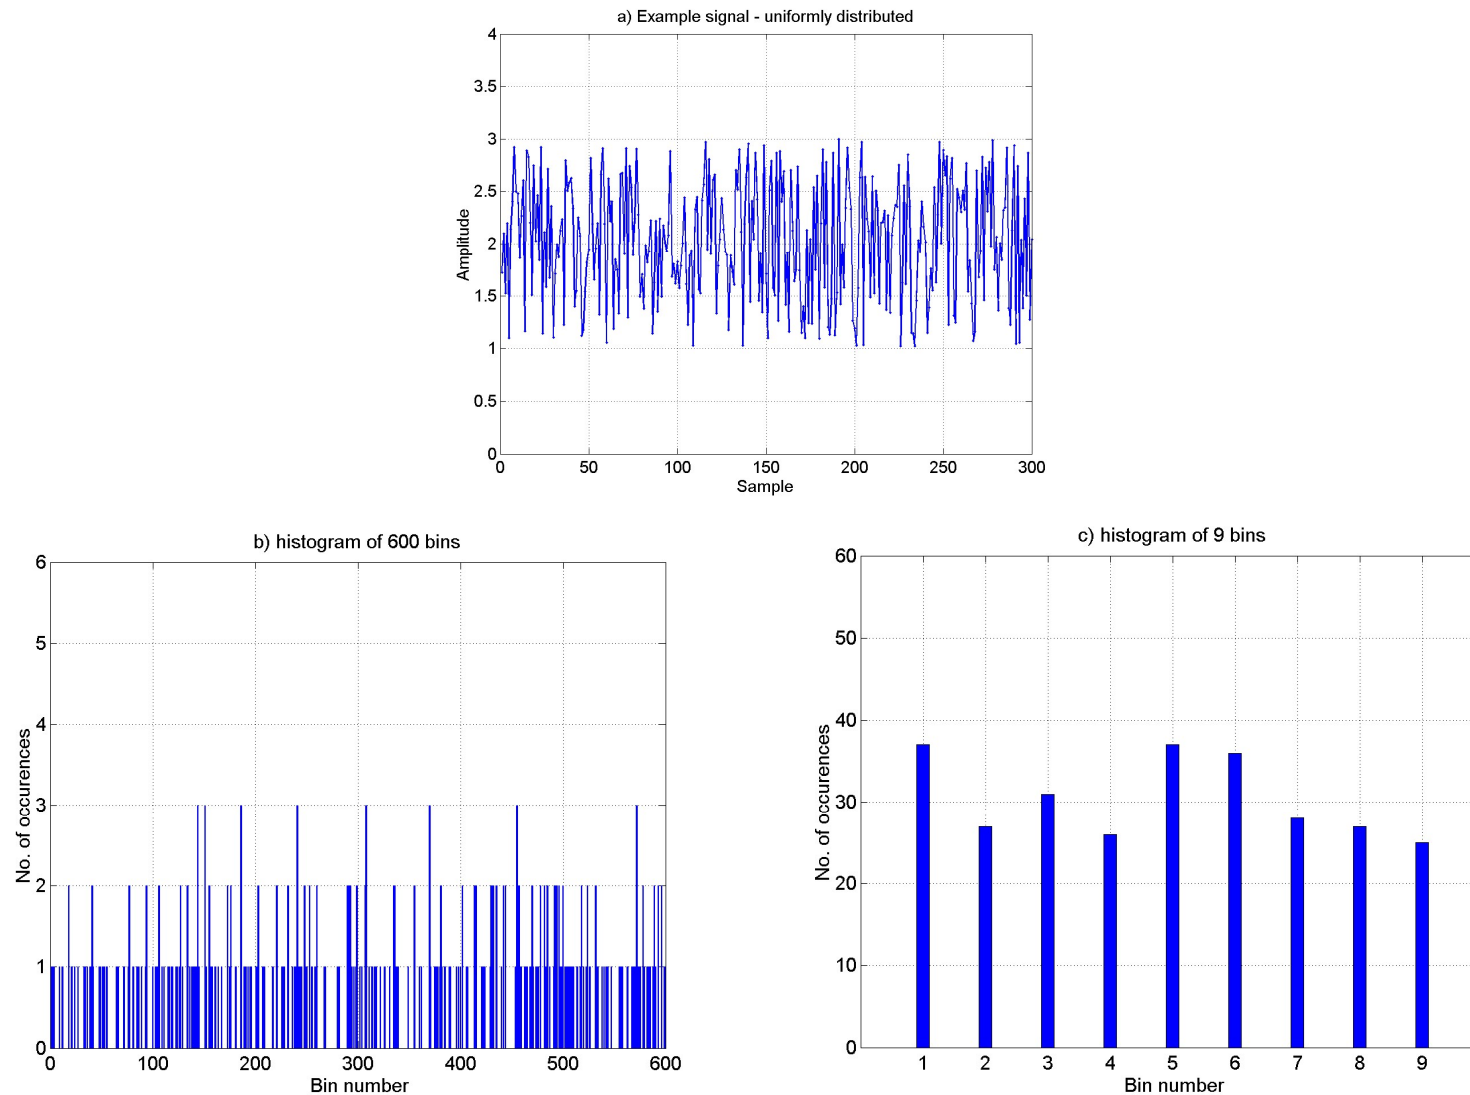 a) Example signal - uniformly distributed
4
3.5
3
2.5
2
1.5
1
0.5
0
Amplitude
0 50 100 150 200 250 300
Sample
b) histogram of 600 bins
6
5
4
3
2
1
0
No. of occurences
0 100 200 300 400 500 600
Bin number
c) histogram of 9 bins
60
50
40
30
20
10
0
No. of occurences
1 2 3 4 5 6 7 8 9
Bin number